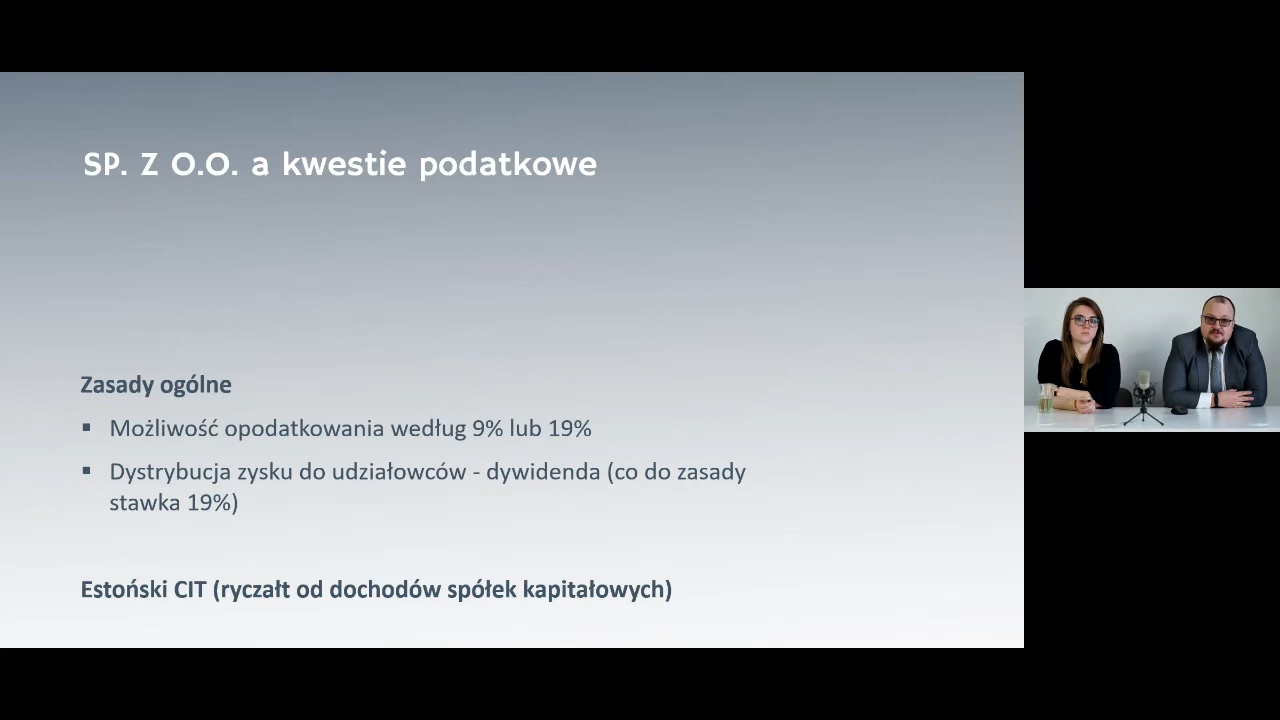 SP. Z O.O. a kwestie podatkowe
Zasady ogólne
▪ Możliwość opodatkowania według 9% lub 19%
▪ Dystrybucja zysku do udziałowców - dywidenda (co do zasady
stawka 19%)
Estoński CIT (ryczałt od dochodów spółek kapitałowych)